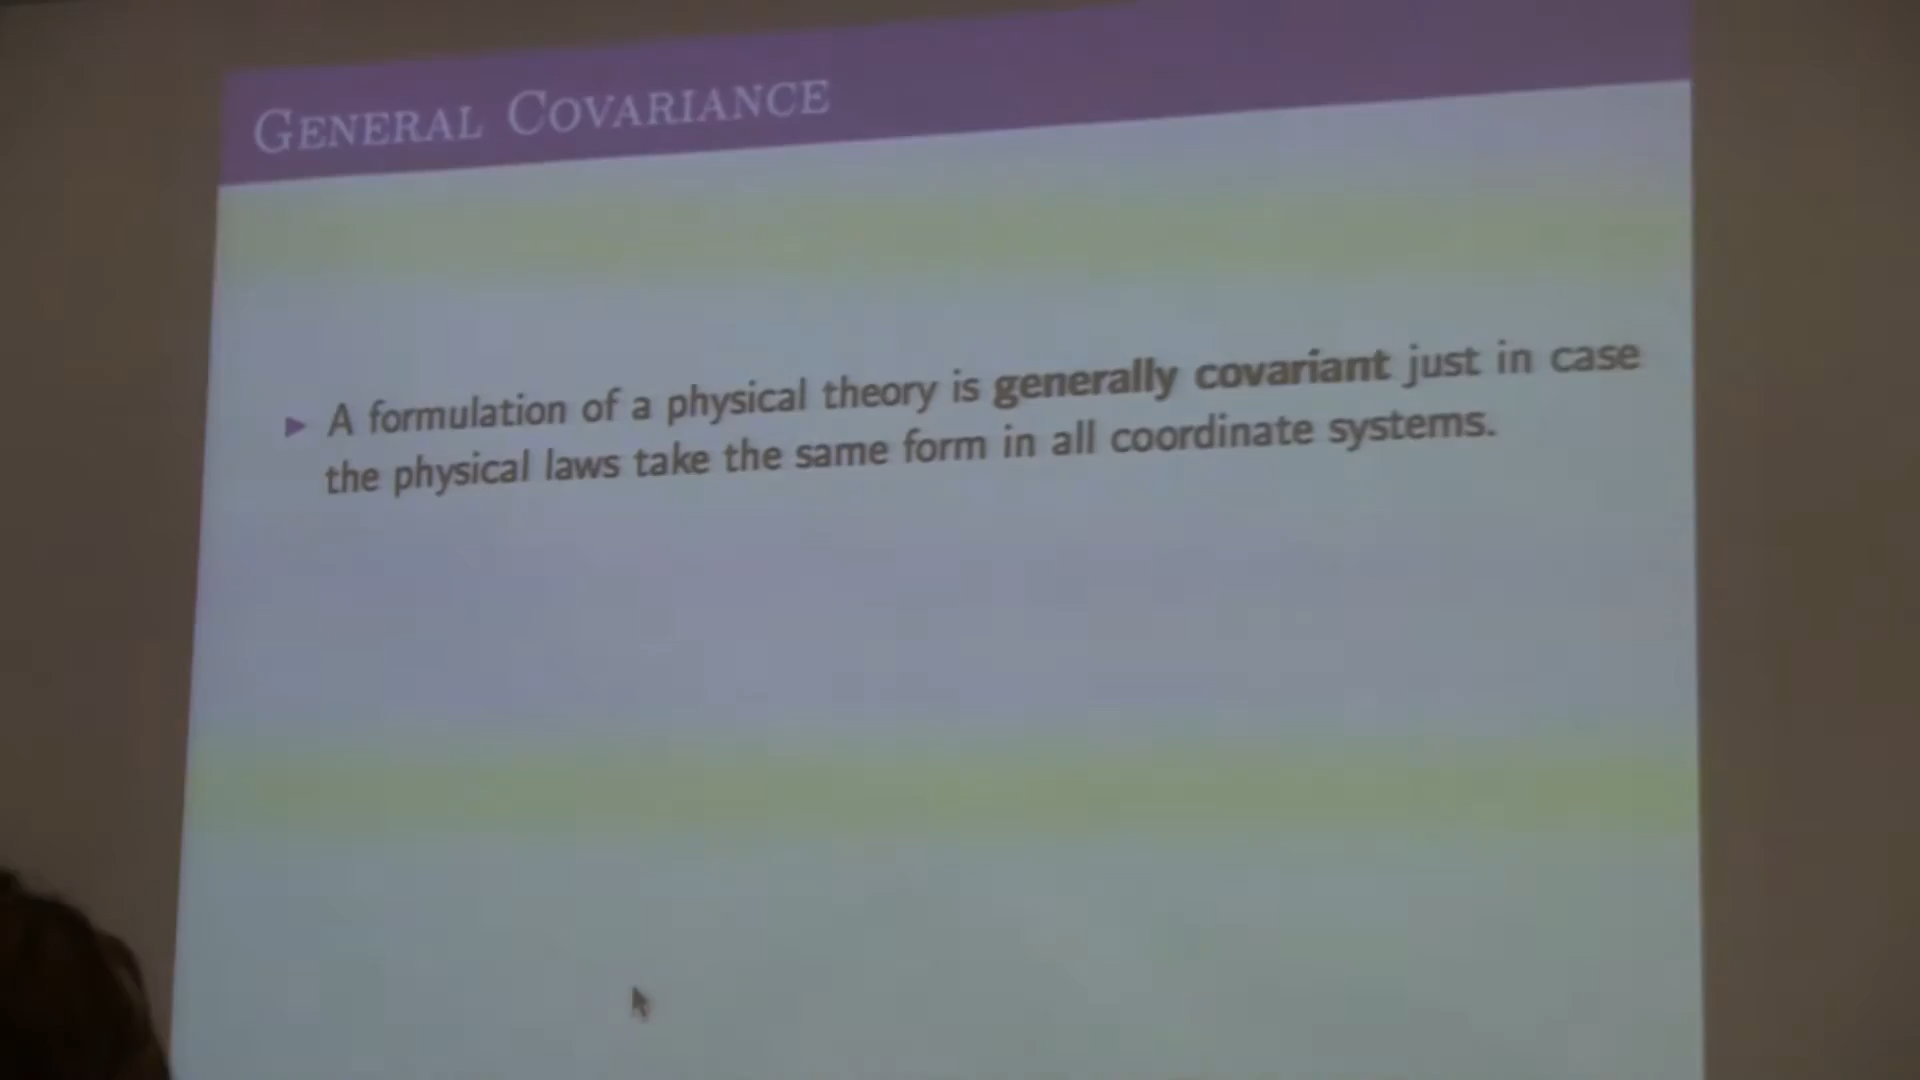 GENERAL COVARIANCE
▶ A formulation of a physical theory is generally covariant just in case
the physical laws take the same form in all coordinate systems.